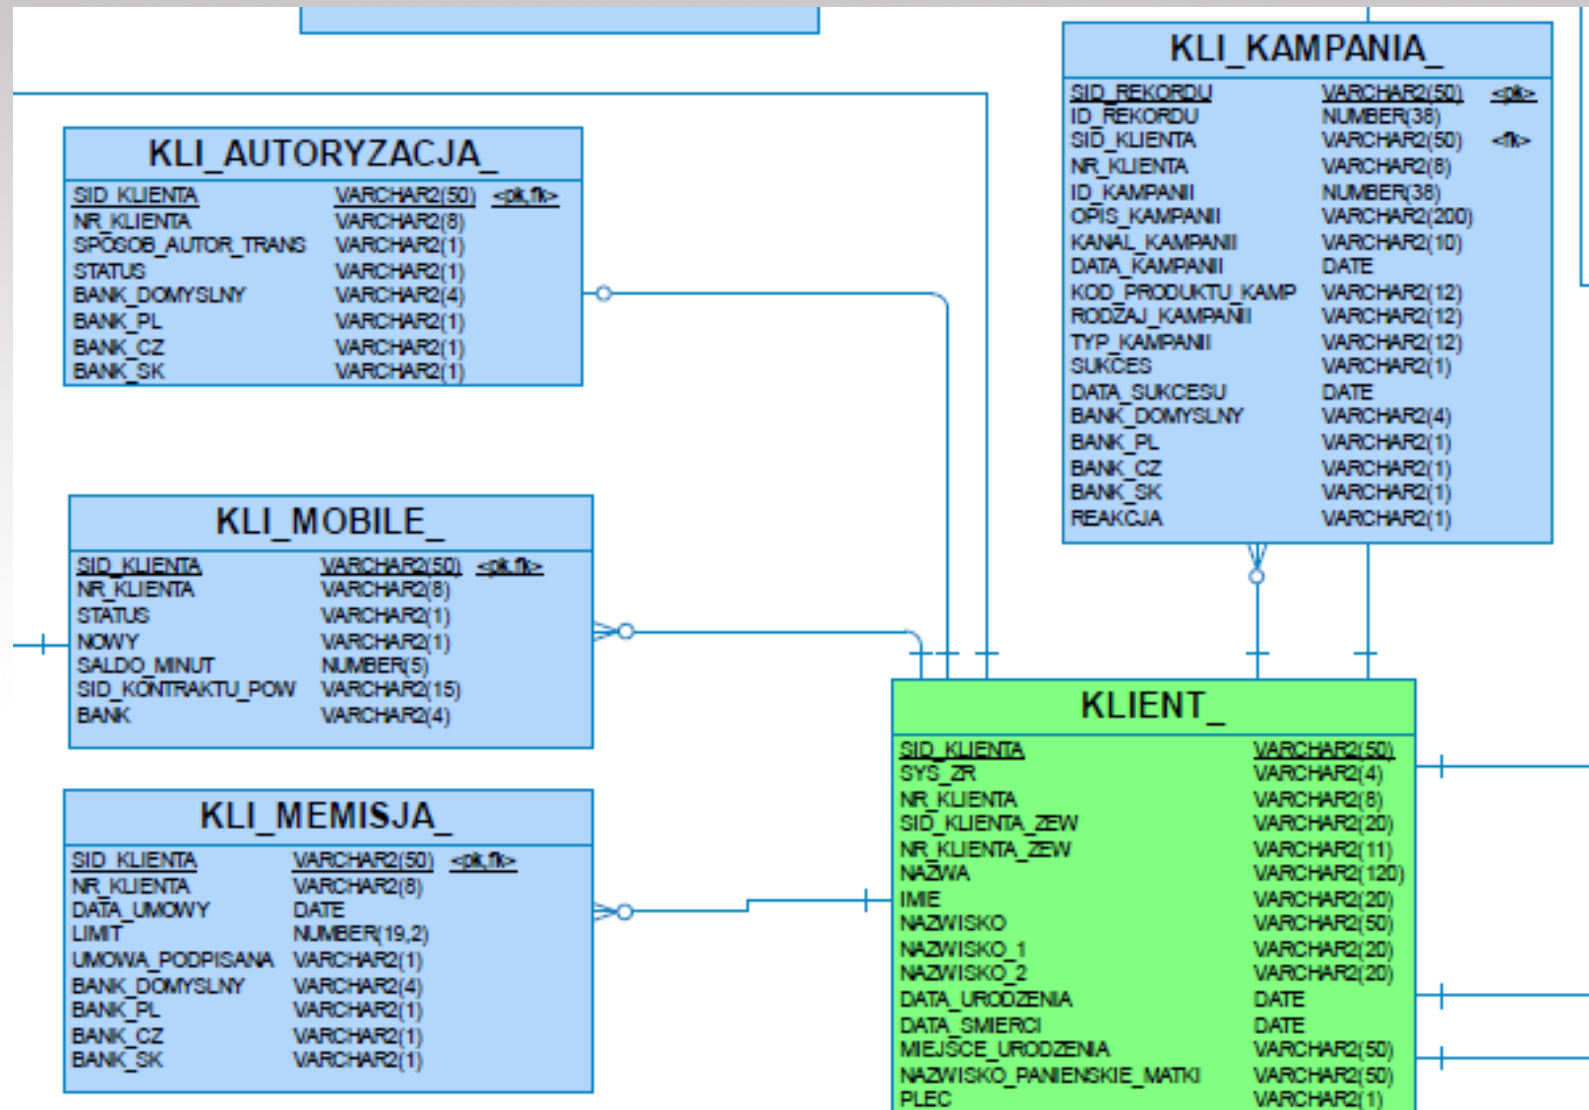 KLI_KAMPANIA_
SID_REKORDU VARCHAR2(50) <pk>
ID_REKORDU NUMBER(38)
SID_KLIENTA VARCHAR2(50) <fk>
NR_KLIENTA VARCHAR2(8)
ID_KAMPANII NUMBER(38)
OPIS_KAMPANII VARCHAR2(200)
KANAL_KAMPANII VARCHAR2(10)
DATA_KAMPANII DATE
KOD_PRODUKTU_KAMP VARCHAR2(12)
RODZAJ_KAMPANII VARCHAR2(12)
TYP_KAMPANII VARCHAR2(12)
SUKCES VARCHAR2(1)
DATA_SUKCESU DATE
BANK_DOMYSLNY VARCHAR2(4)
BANK_PL VARCHAR2(1)
BANK_CZ VARCHAR2(1)
BANK_SK VARCHAR2(1)
REAKCJA VARCHAR2(1)
KLI_AUTORYZACJA_
SID_KLIENTA VARCHAR2(50) <pk,fk>
NR_KLIENTA VARCHAR2(8)
SPOSOB_AUTOR_TRANS VARCHAR2(1)
STATUS VARCHAR2(1)
BANK_DOMYSLNY VARCHAR2(4)
BANK_PL VARCHAR2(1)
BANK_CZ VARCHAR2(1)
BANK_SK VARCHAR2(1)
KLI_MOBILE_
SID_KLIENTA VARCHAR2(50) <pk,fk>
NR_KLIENTA VARCHAR2(8)
STATUS VARCHAR2(1)
NOWY VARCHAR2(1)
SALDO_MINUT NUMBER(5)
SID_KONTRAKTU_POW VARCHAR2(15)
BANK VARCHAR2(4)
KLI_MEMISJA_
SID_KLIENTA VARCHAR2(50) <pk,fk>
NR_KLIENTA VARCHAR2(8)
DATA_UMOWY DATE
LIMIT NUMBER(19,2)
UMOWA_PODPISANA VARCHAR2(1)
BANK_DOMYSLNY VARCHAR2(4)
BANK_PL VARCHAR2(1)
BANK_CZ VARCHAR2(1)
BANK_SK VARCHAR2(1)
KLIENT_
SID_KLIENTA VARCHAR2(50)
SYS_ZR VARCHAR2(4)
NR_KLIENTA VARCHAR2(8)
SID_KLIENTA_ZEW VARCHAR2(20)
NR_KLIENTA_ZEW VARCHAR2(11)
NAZWA VARCHAR2(120)
IMIE VARCHAR2(20)
NAZWISKO VARCHAR2(50)
NAZWISKO_1 VARCHAR2(20)
NAZWISKO_2 VARCHAR2(20)
DATA_URODZENIA DATE
DATA_SMIERCI DATE
MIEJSCE_URODZENIA VARCHAR2(50)
NAZWISKO_PANIENSKIE_MATKI VARCHAR2(50)
PLEC VARCHAR2(1)